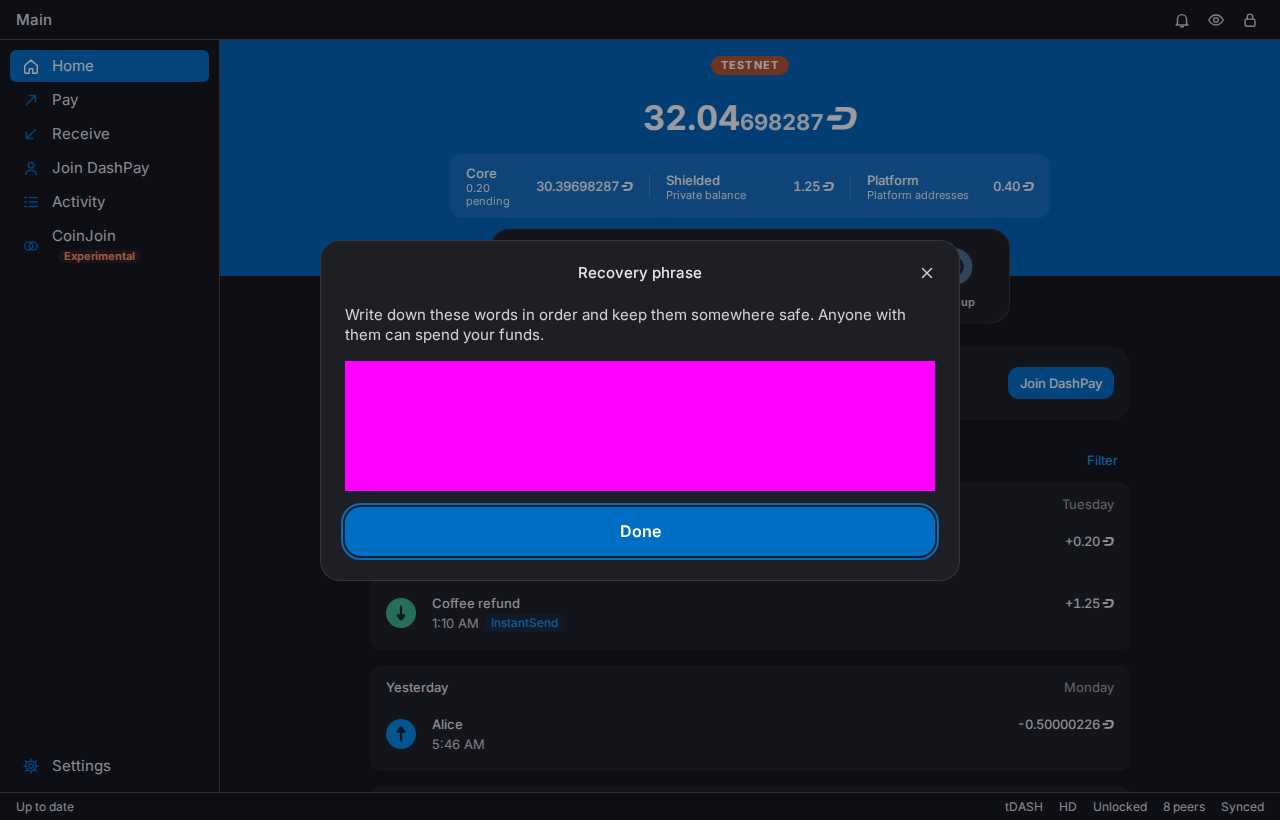 Main
Home
Pay
Receive
Join DashPay
Activity
CoinJoin
Experimental
Settings
TESTNET
32.04698287
Core
0.20
pending
30.39698287
Shielded
Private balance
1.25
Platform
Platform addresses
0.40
up
Recovery phrase
Write down these words in order and keep them somewhere safe. Anyone with
them can spend your funds.
Done
Join DashPay
Filter
Tuesday
+0.20
Coffee refund
+1.25
1:10 AM InstantSend
Yesterday
Monday
Alice
-0.50000226
5:46 AM
Up to date
tDASH HD Unlocked 8 peers Synced